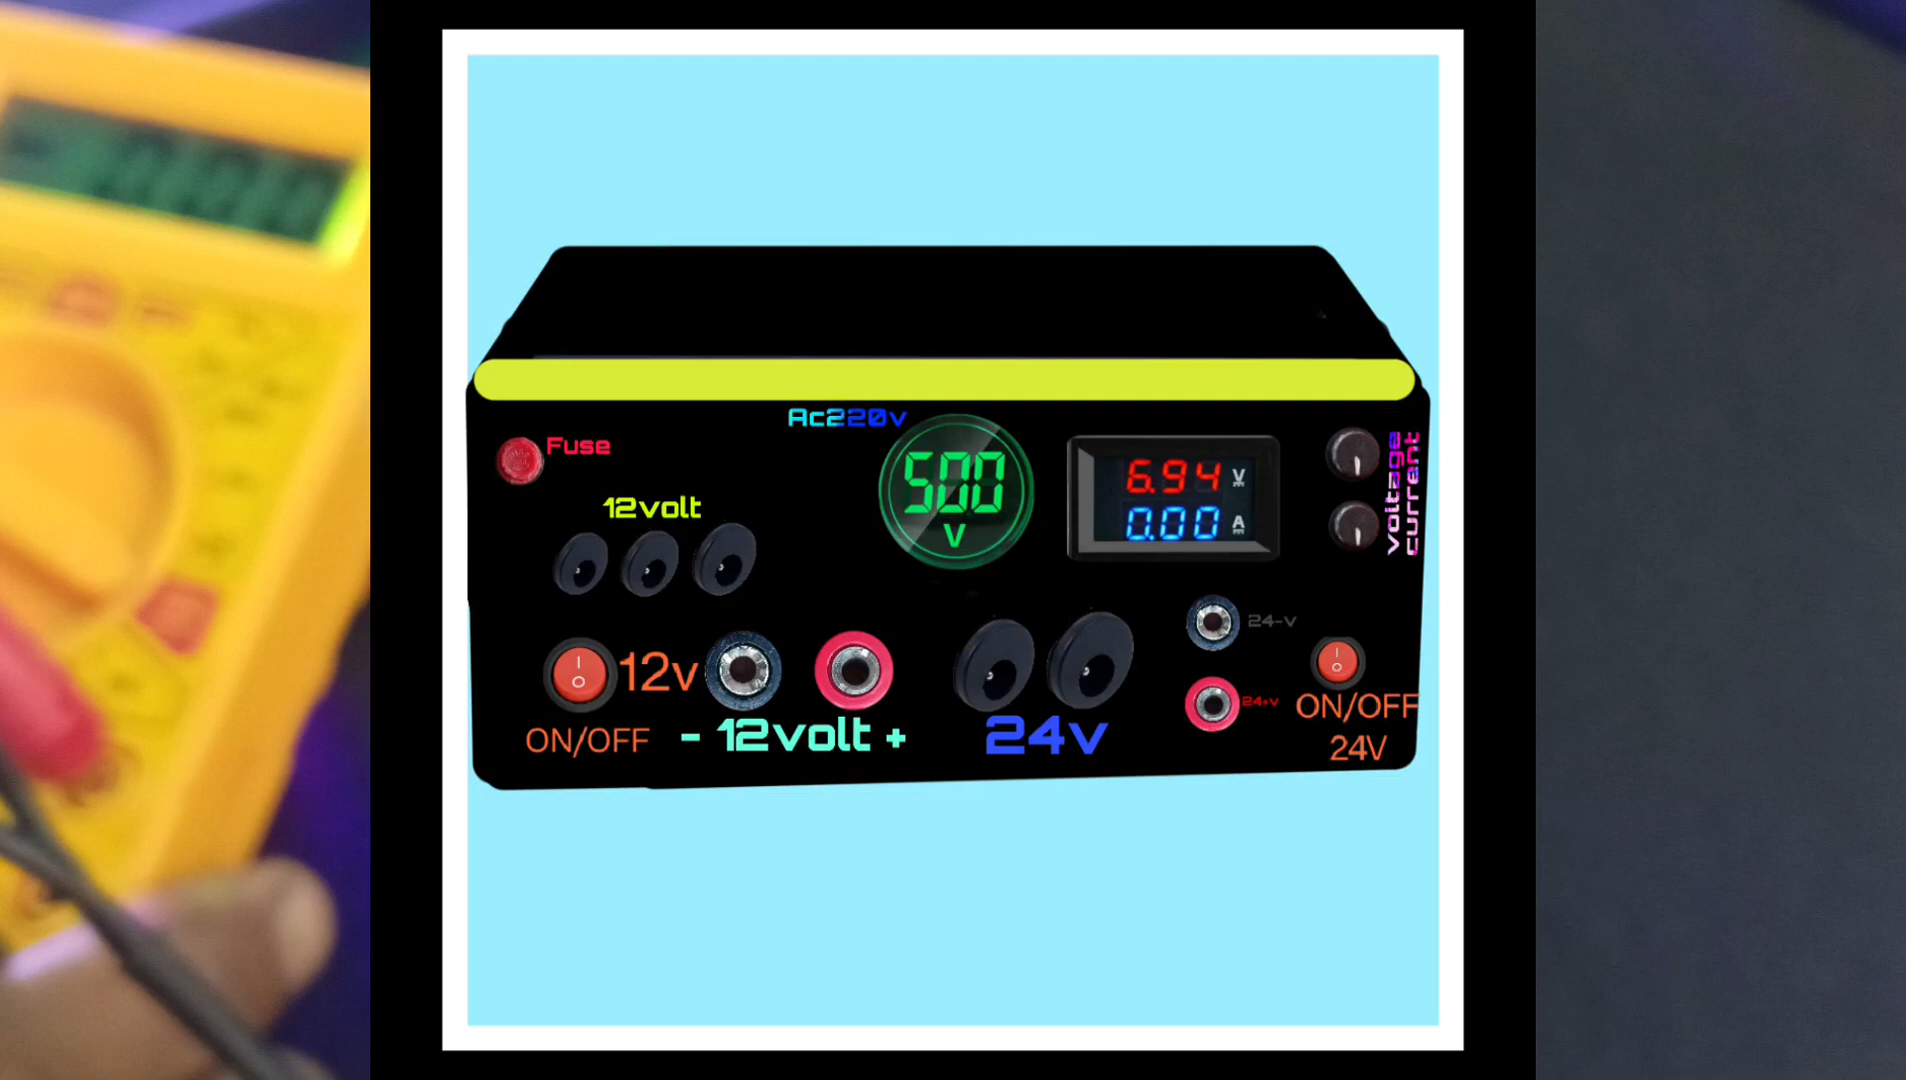 Ac220v
Fuse
500
V
6.94 V
0.00 A
voltage
current
12volt
24-v
12v
24+v
ON/OFF
24V
ON/OFF
- 12volt +
24v